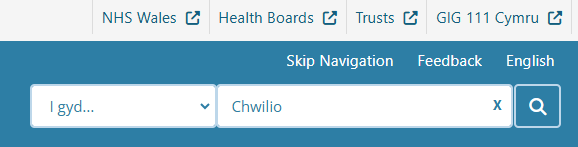 NHS Wales Health Boards Trusts GIG 111 Cymru
Skip Navigation Feedback English
I gyd... Chwilio x